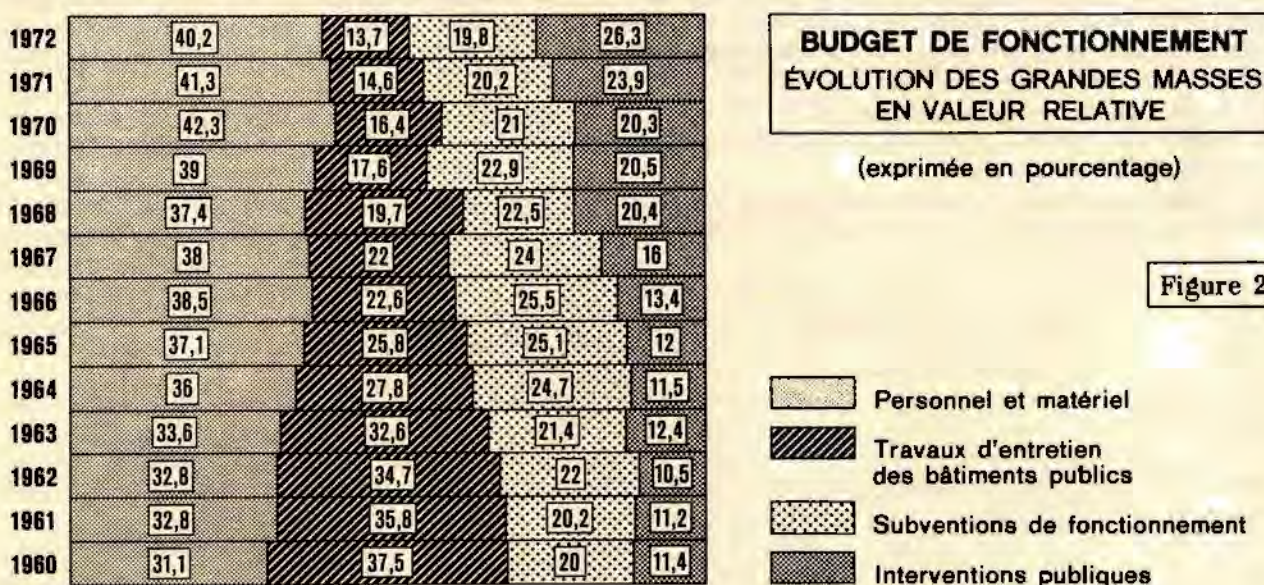 1972 40,2 13,7 19,8 26,3
1971 41,3 14,6 20,2 23,9
1970 42,3 16,4 21 20,3
1969 39 17,6 22,9 20,5
1968 37,4 19,7 22,5 20,4
1967 38 22 24 16
1966 38,5 22,6 25,5 13,4
1965 37,1 25,8 25,1 12
1964 36 27,8 24,7 11,5
1963 33,6 32,6 21,4 12,4
1962 32,8 34,7 22 10,5
1961 32,8 35,8 20,2 11,2
1960 31,1 37,5 20 11,4
BUDGET DE FONCTIONNEMENT
ÉVOLUTION DES GRANDES MASSES
EN VALEUR RELATIVE
(exprimée en pourcentage)
Figure 2
Personnel et matériel
Travaux d'entretien
des bâtiments publics
Subventions de fonctionnement
Interventions publiques